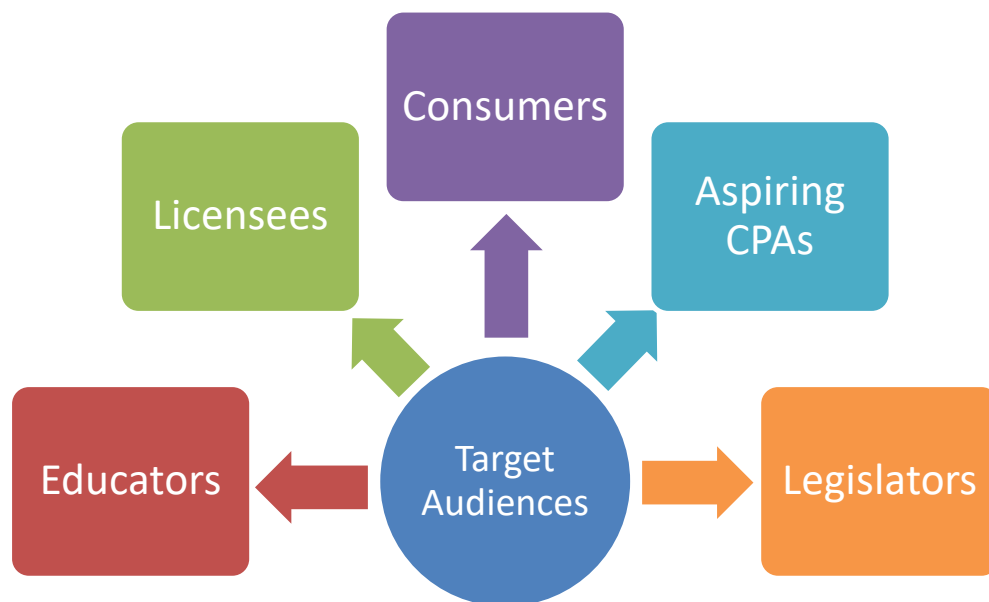 Consumers
Licensees
Aspiring
CPAs
Educators
Target
Audiences
Legislators